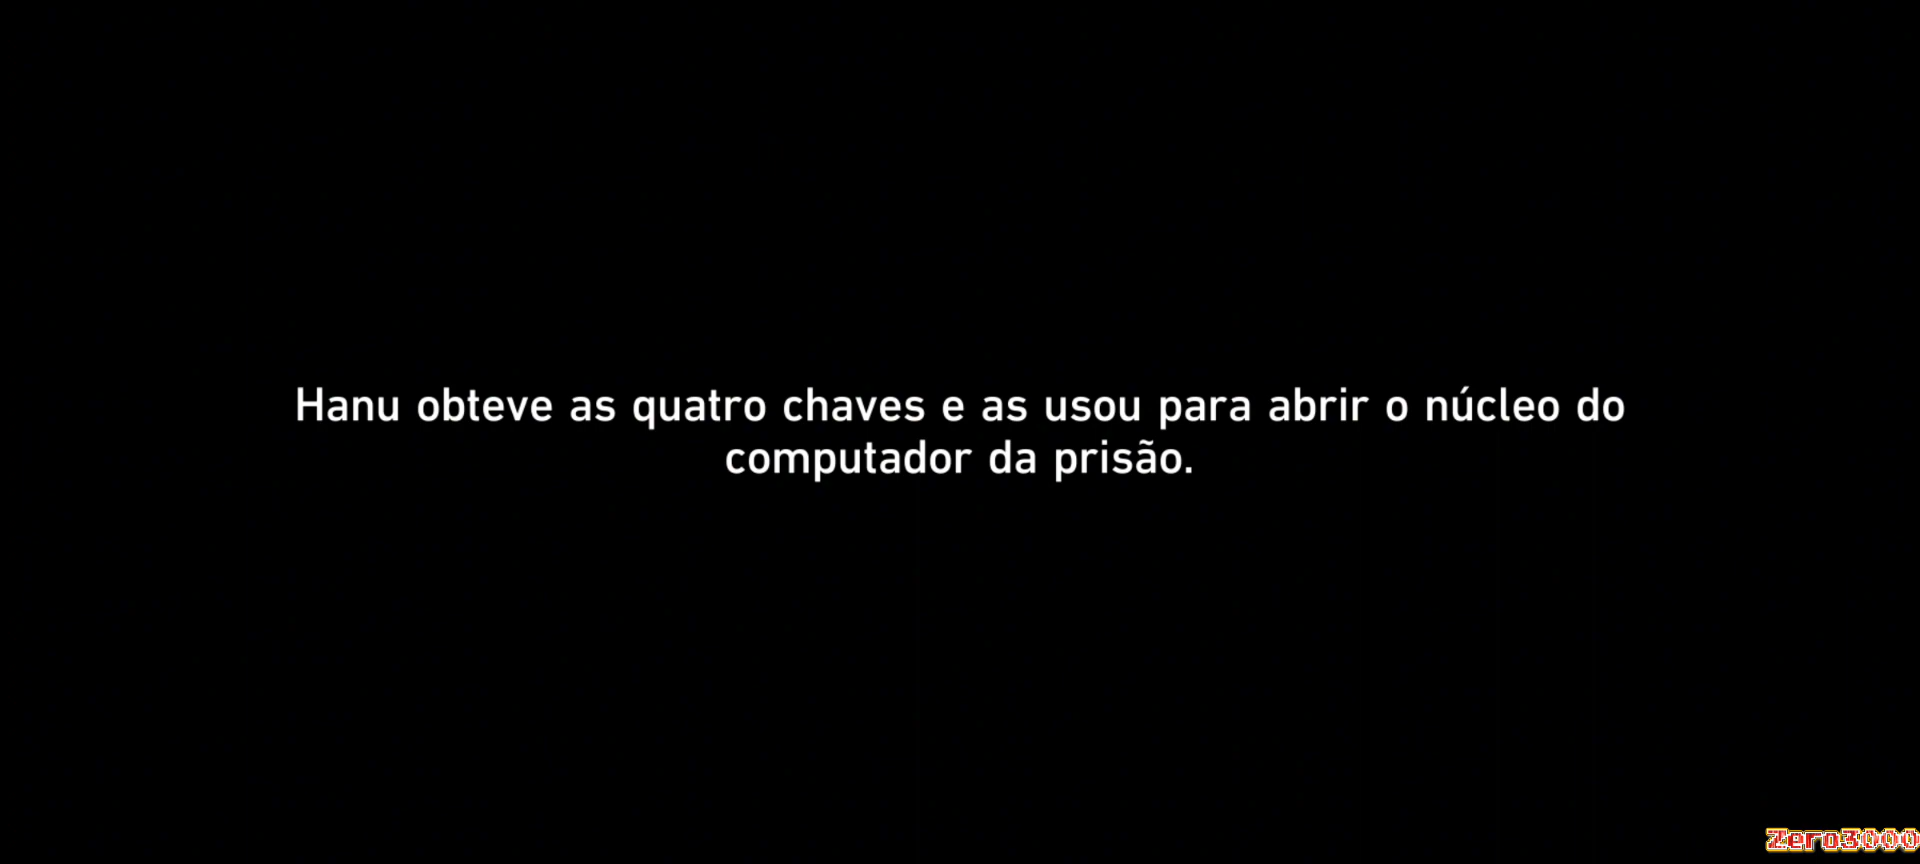 Hanu obteve as quatro chaves e as usou para abrir o núcleo do
computador da prisão.
Zero3000